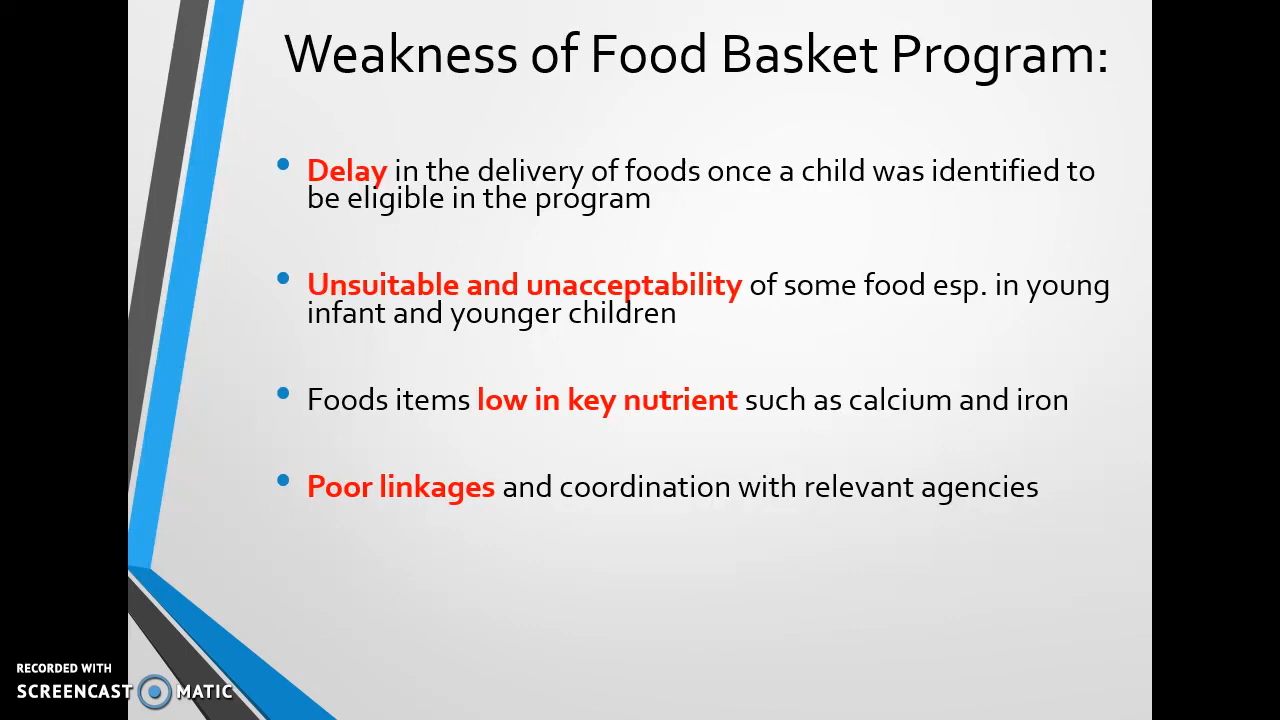 Weakness of Food Basket Program:
Delay in the delivery of foods once a child was identified to
be eligible in the program
Unsuitable and unacceptability of some food esp. in young
infant and younger children
Foods items low in key nutrient such as calcium and iron
Poor linkages and coordination with relevant agencies
RECORDED WITH
SCREENCAST MATIC